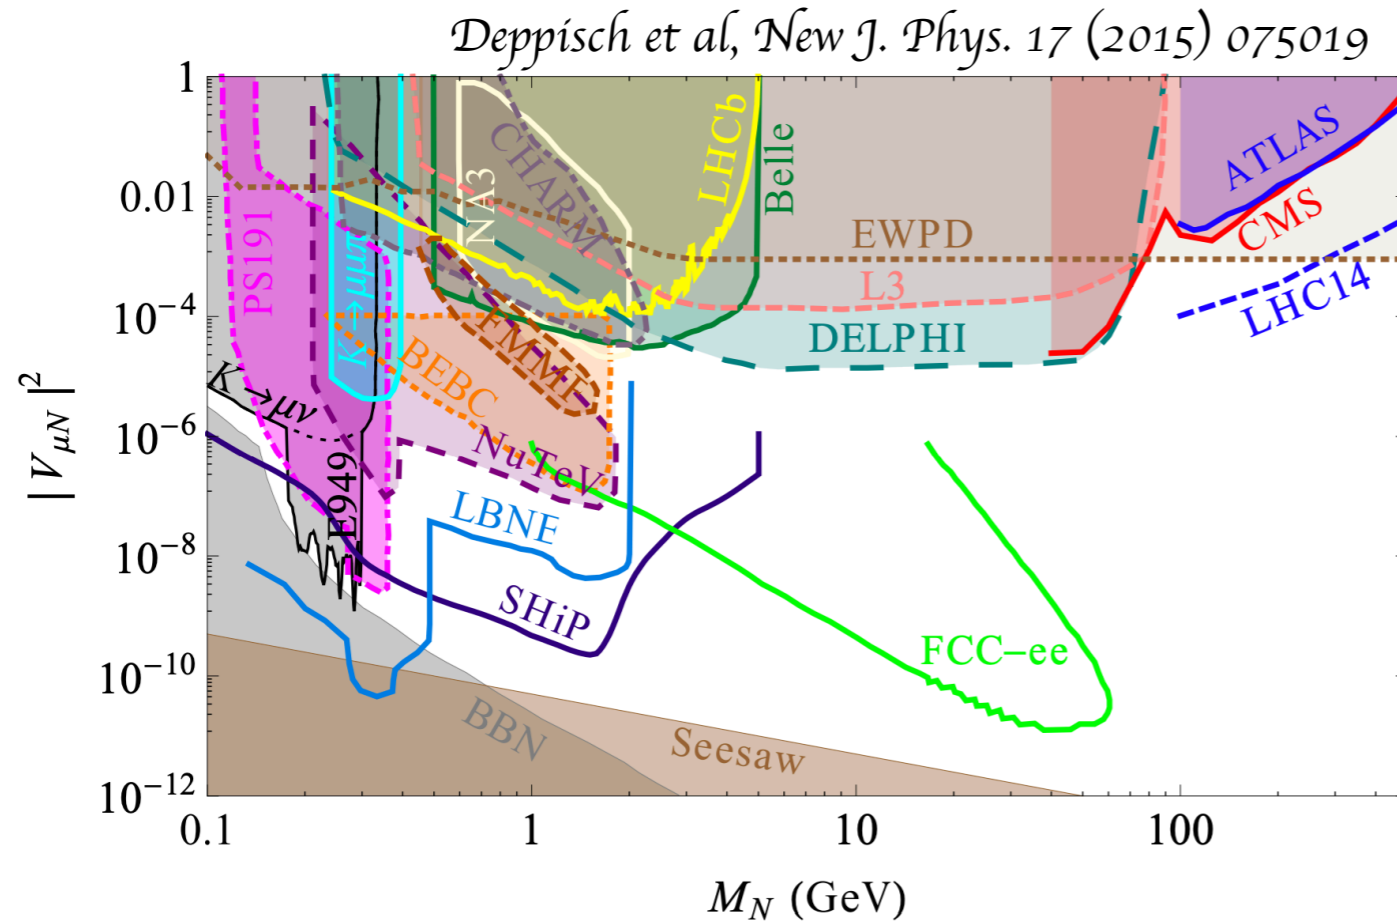 Deppisch et al, New J. Phys. 17 (2015) 075019
1
0.01
10⁻⁴
10⁻⁶
10⁻⁸
10⁻¹⁰
10⁻¹²
|V_μN|²
PS191
K→μμπ
K→μν
E949
NA3
CHARM
LHCb
Belle
EWPD
L3
DELPHI
ATLAS
CMS
LHC14
FMMF
BEBC
NuTeV
LBNE
SHiP
FCC-ee
BBN
Seesaw
0.1
1
10
100
M_N (GeV)